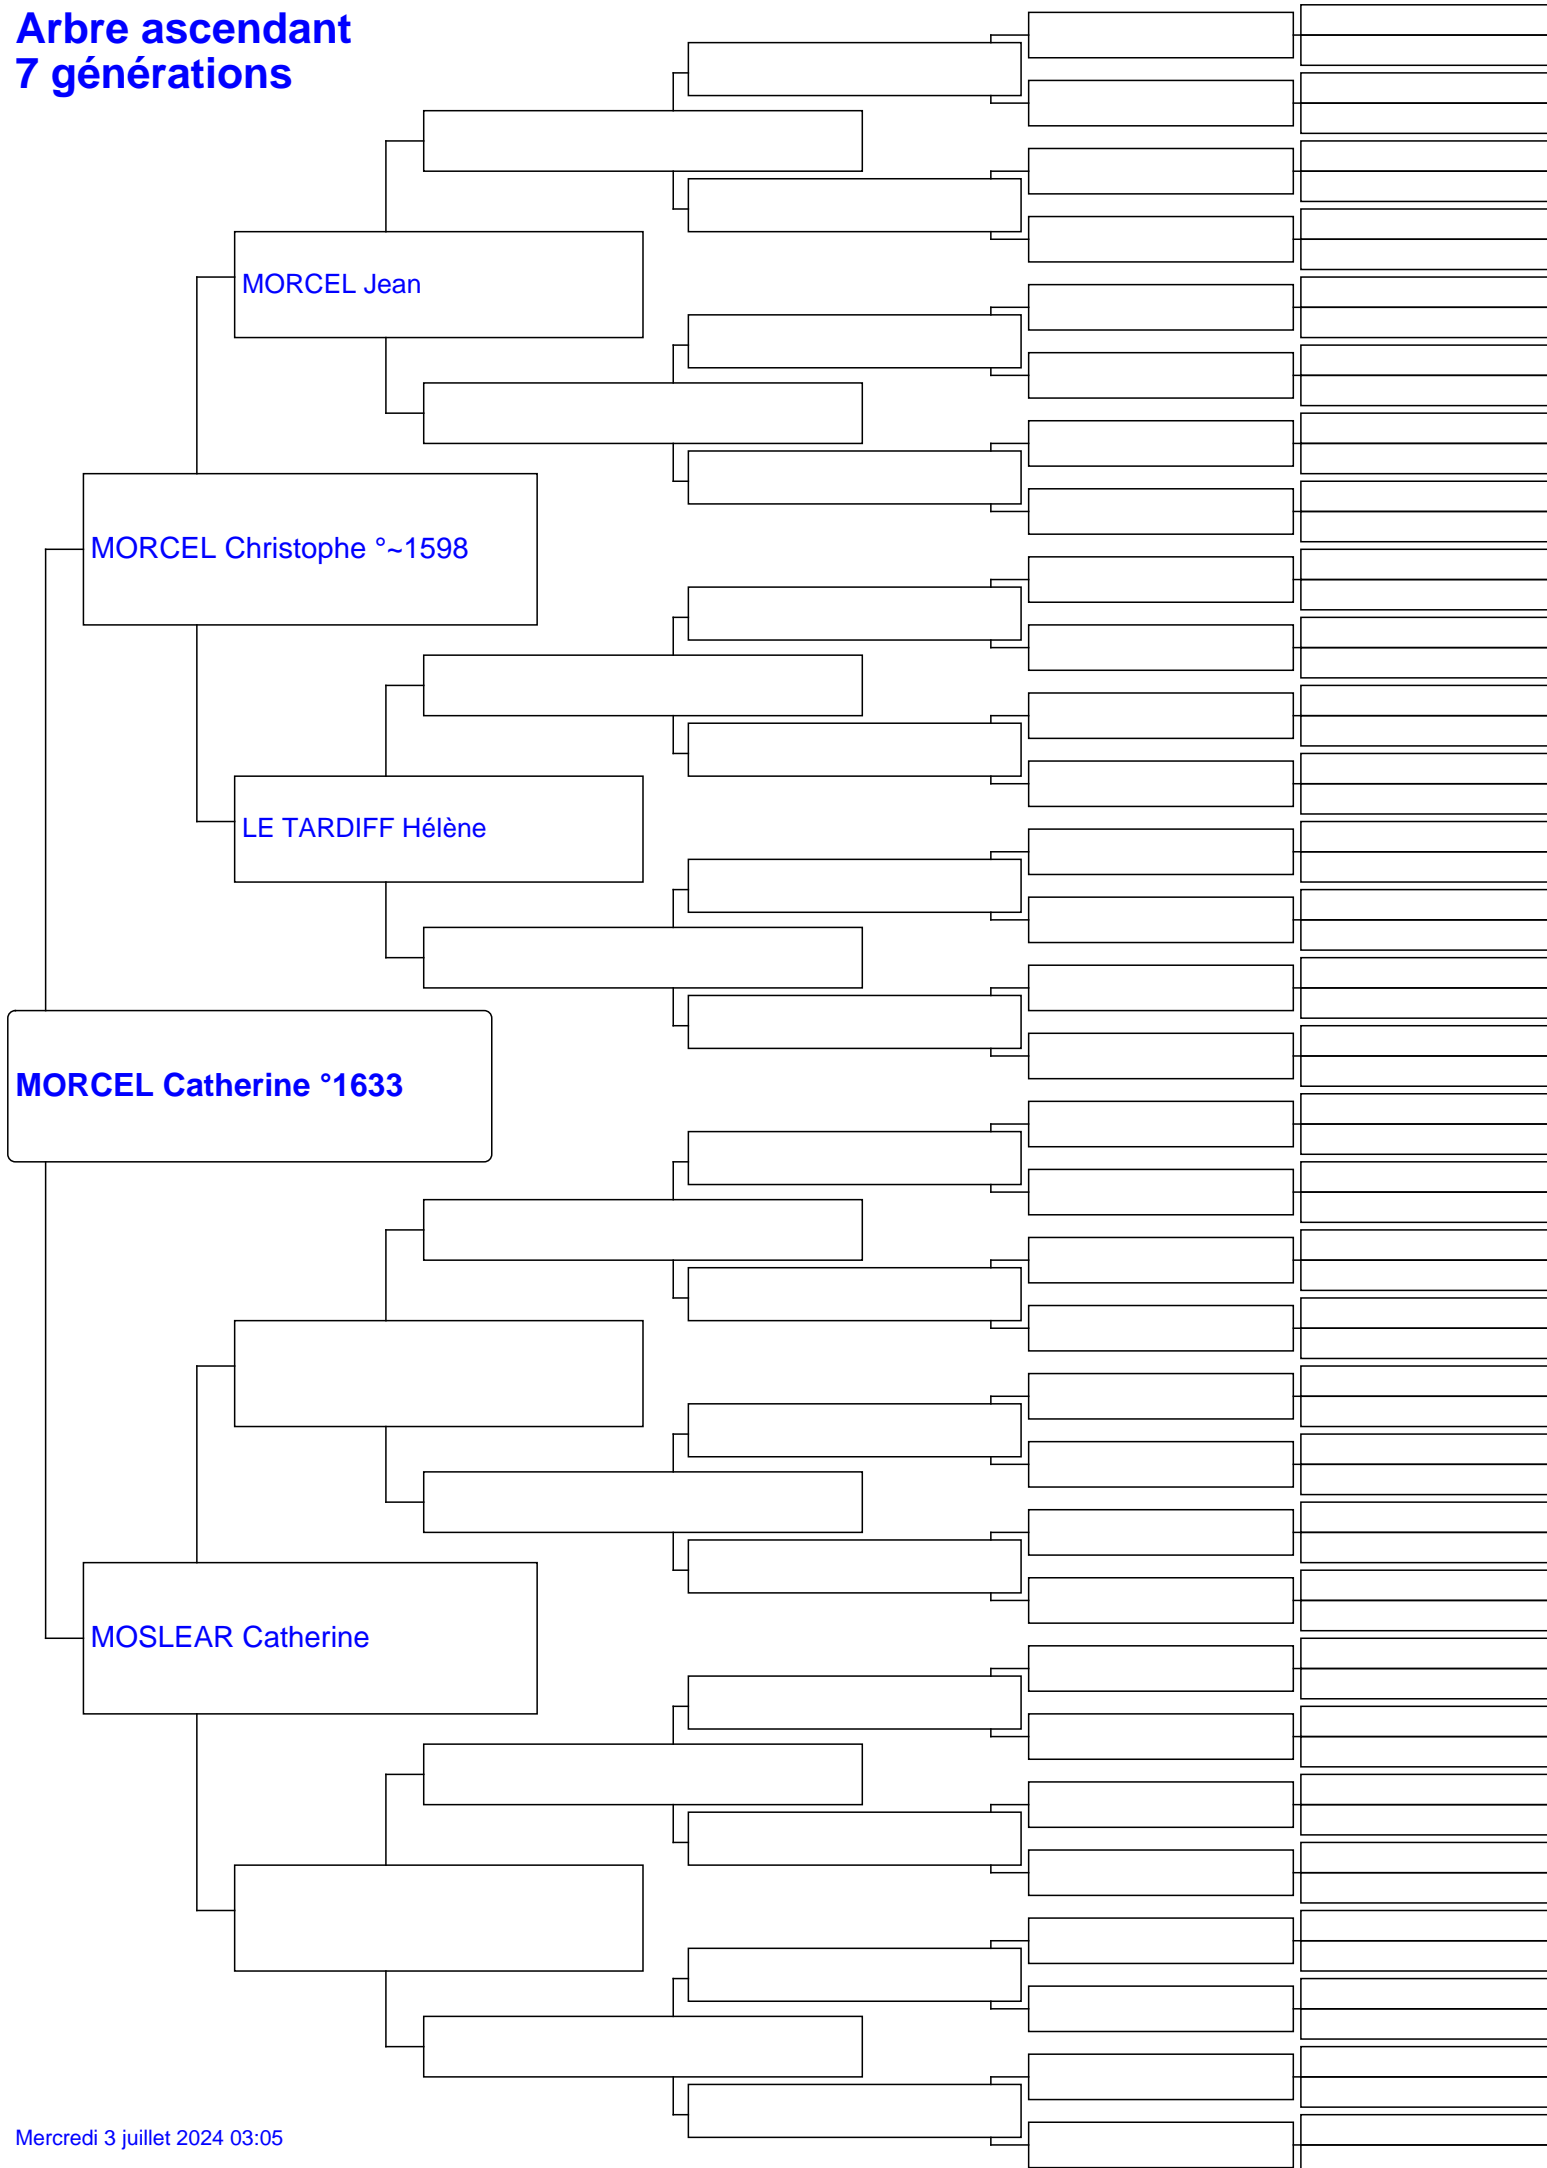 Arbre ascendant
7 générations
MORCEL Jean
MORCEL Christophe °~1598
LE TARDIFF Hélène
MORCEL Catherine °1633
MOSLEAR Catherine
Mercredi 3 juillet 2024 03:05